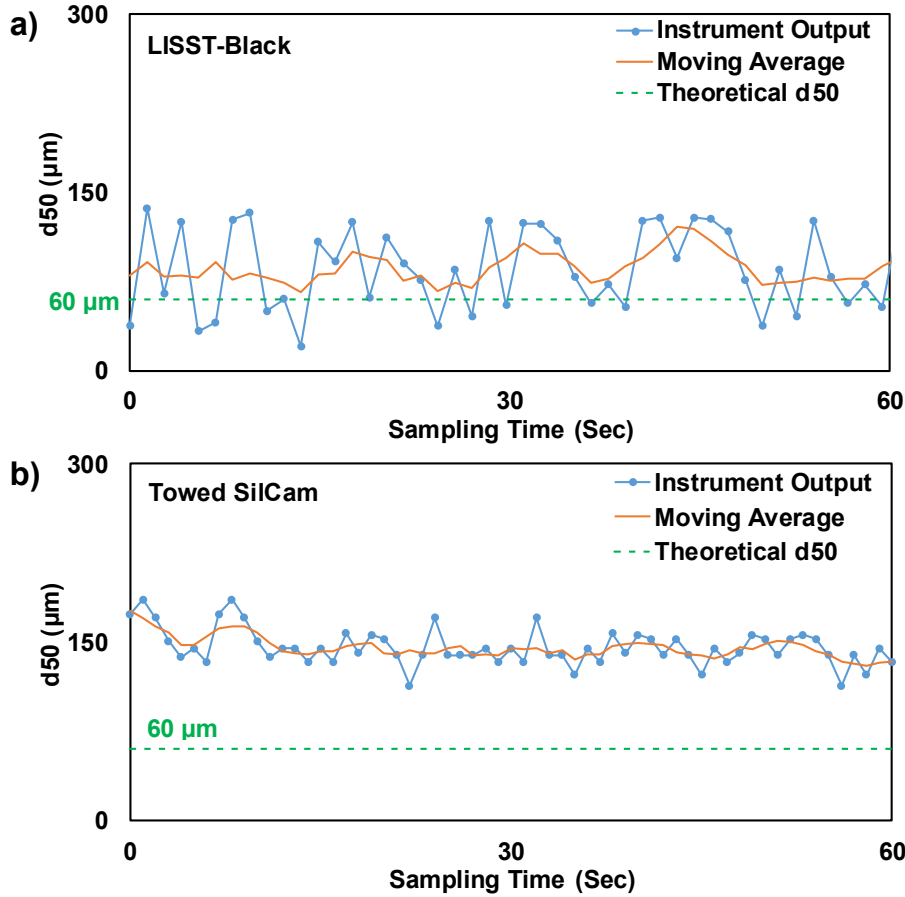 a)
300
LISST-Black
Instrument Output
Moving Average
Theoretical d50
150
d50 (µm)
60 µm
0
0
30
60
Sampling Time (Sec)
b)
300
Towed SilCam
Instrument Output
Moving Average
Theoretical d50
d50 (µm)
150
60 µm
0
0
30
60
Sampling Time (Sec)